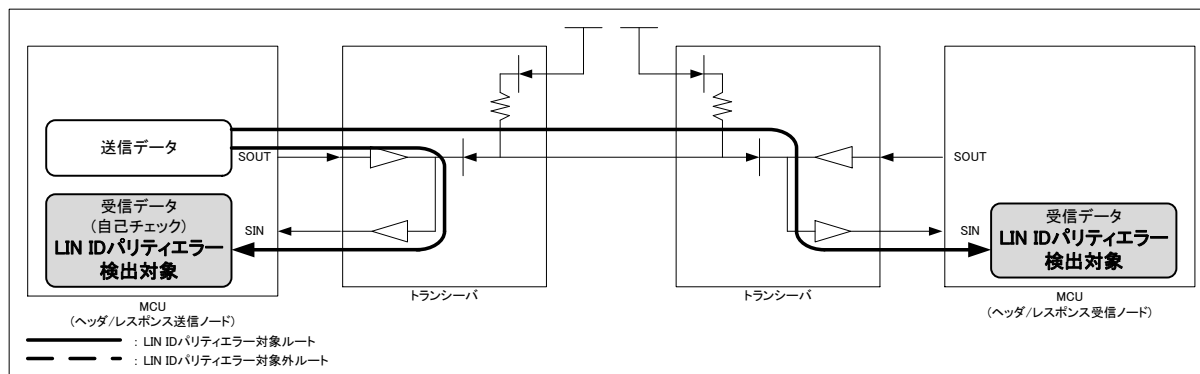 送信データ
SOUT
受信データ
(自己チェック)
LIN IDパリティエラー
検出対象
SIN
MCU
(ヘッダ/レスポンス送信ノード)
トランシーバ
トランシーバ
SOUT
SIN
受信データ
LIN IDパリティエラー
検出対象
MCU
(ヘッダ/レスポンス受信ノード)
: LIN IDパリティエラー対象ルート
: LIN IDパリティエラー対象外ルート